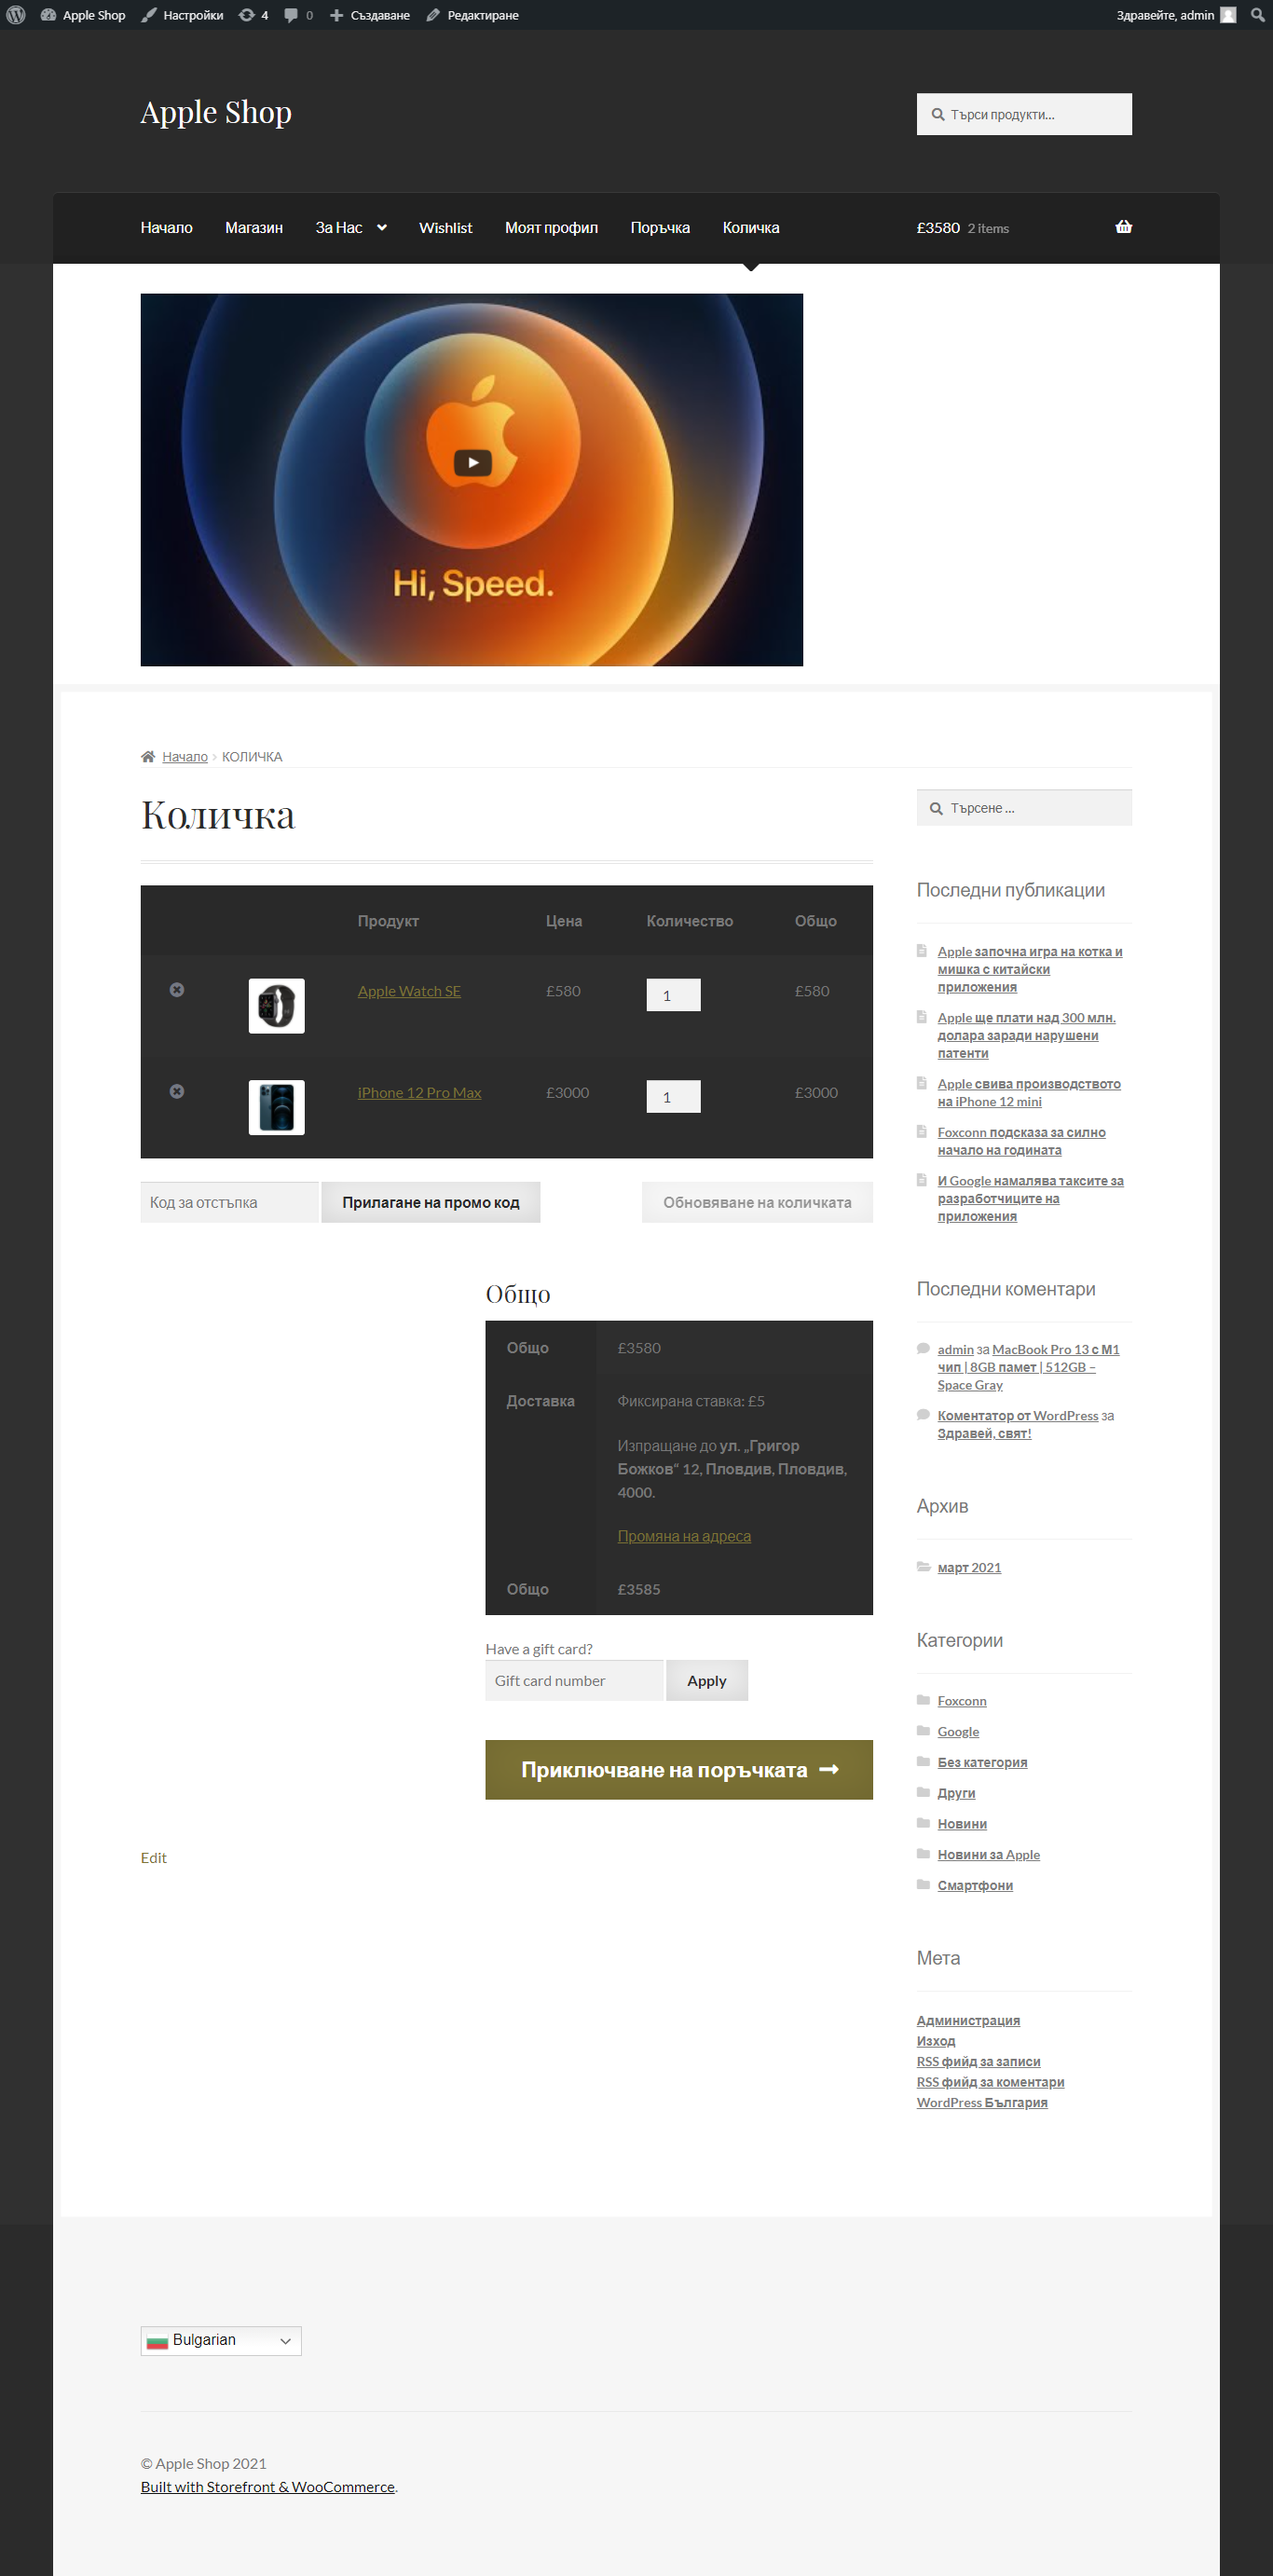 Apple Shop
Настройки
4
0
Създаване
Редактиране
Здравейте, admin
Apple Shop
Търси продукти...
Начало
Магазин
За Нас
Wishlist
Моят профил
Поръчка
Количка
£3580 2 items
Hi, Speed.
Начало
КОЛИЧКА
Количка
Продукт Цена Количество Общо
Apple Watch SE £580 1 £580
iPhone 12 Pro Max £3000 1 £3000
Код за отстъпка
Прилагане на промо код
Обновяване на количката
Общо
Общо £3580
Доставка Фиксирана ставка: £5
Изпращане до ул. „Григор
Божков“ 12, Пловдив, Пловдив,
4000.
Промяна на адреса
Общо £3585
Have a gift card?
Gift card number
Apply
Приключване на поръчката
Edit
Търсене ...
Последни публикации
Apple започна игра на котка и
мишка с китайски
приложения
Apple ще плати над 300 млн.
долара заради нарушени
патенти
Apple свива производството
на iPhone 12 mini
Foxconn подсказа за силно
начало на годината
И Google намалява таксите за
разработчиците на
приложения
Последни коментари
admin за MacBook Pro 13 с М1
чип | 8GB памет | 512GB –
Space Gray
Коментатор от WordPress за
Здравей, свят!
Архив
март 2021
Категории
Foxconn
Google
Без категория
Други
Новини
Новини за Apple
Смартфони
Мета
Администрация
Изход
RSS фийд за записи
RSS фийд за коментари
WordPress България
Bulgarian
© Apple Shop 2021
Built with Storefront & WooCommerce.